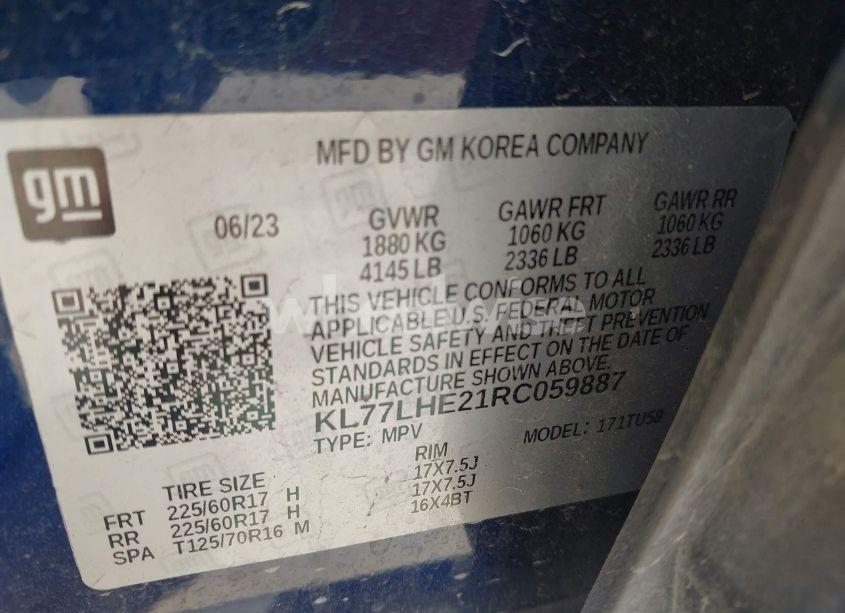 MFD BY GM KOREA COMPANY
gm
06/23
GVWR GAWR FRT GAWR RR
1880 KG 1060 KG 1060 KG
4145 LB 2336 LB 2336 LB
THIS VEHICLE CONFORMS TO ALL
APPLICABLE U.S. FEDERAL MOTOR
VEHICLE SAFETY AND THEFT PREVENTION
STANDARDS IN EFFECT ON THE DATE OF
MANUFACTURE SHOWN ABOVE.
KL77LHE21RC059887
TYPE: MPV MODEL: 1TU58
TIRE SIZE RIM
FRT 225/60R17 H 17X7.5J
RR 225/60R17 H 17X7.5J
SPA T125/70R16 M 16X4BT